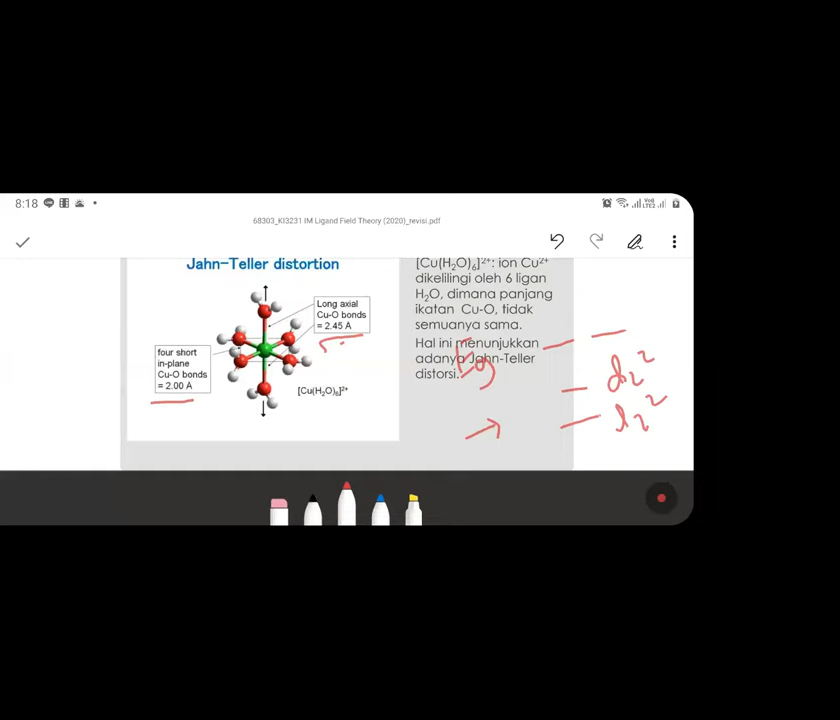 8:18
VoD
LTE2
68303_KI3231 IM Ligand Field Theory (2020)_revisi.pdf
Jahn-Teller distortion
Long axial
Cu-O bonds
= 2.45 A
four short
in-plane
Cu-O bonds
= 2.00 A
[Cu(H₂O)₆]²⁺
[Cu(H₂O)₆]²⁺: ion Cu²⁺
dikelilingi oleh 6 ligan
H₂O, dimana panjang
ikatan Cu-O, tidak
semuanya sama.
Hal ini menunjukkan
adanya Jahn-Teller
distorsi.
Eg
dz²